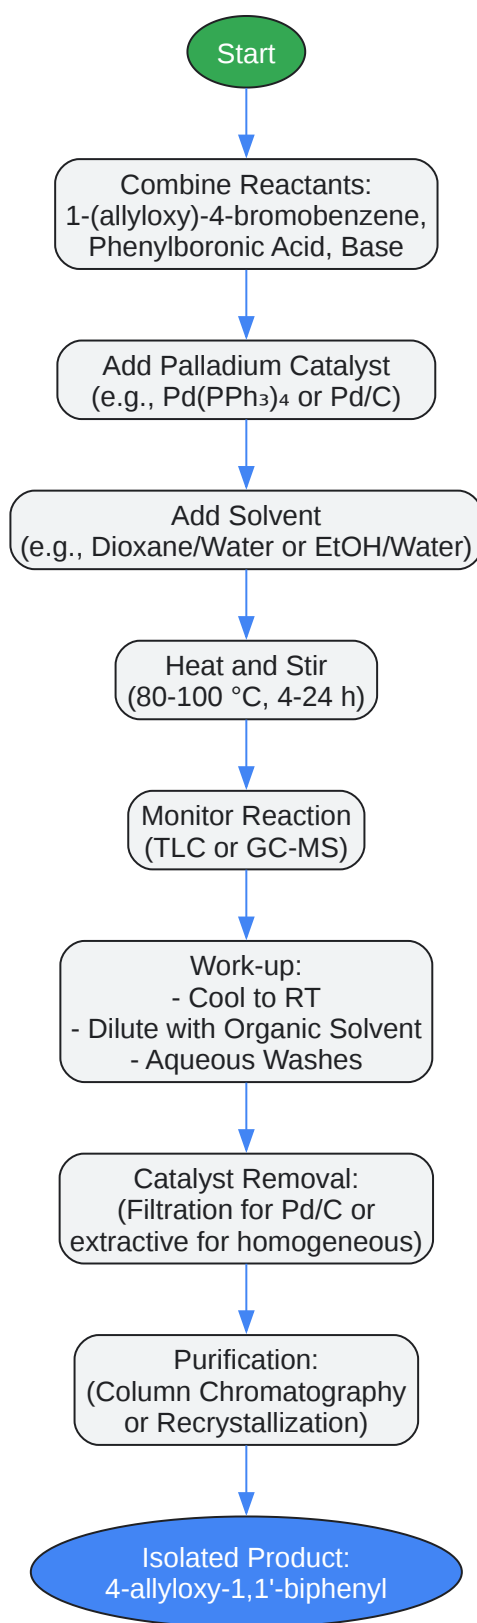 Start
Combine Reactants:
1-(allyloxy)-4-bromobenzene,
Phenylboronic Acid, Base
Add Palladium Catalyst
(e.g., Pd(PPh₃)₄ or Pd/C)
Add Solvent
(e.g., Dioxane/Water or EtOH/Water)
Heat and Stir
(80-100 °C, 4-24 h)
Monitor Reaction
(TLC or GC-MS)
Work-up:
- Cool to RT
- Dilute with Organic Solvent
- Aqueous Washes
Catalyst Removal:
(Filtration for Pd/C or
extractive for homogeneous)
Purification:
(Column Chromatography
or Recrystallization)
Isolated Product:
4-allyloxy-1,1'-biphenyl